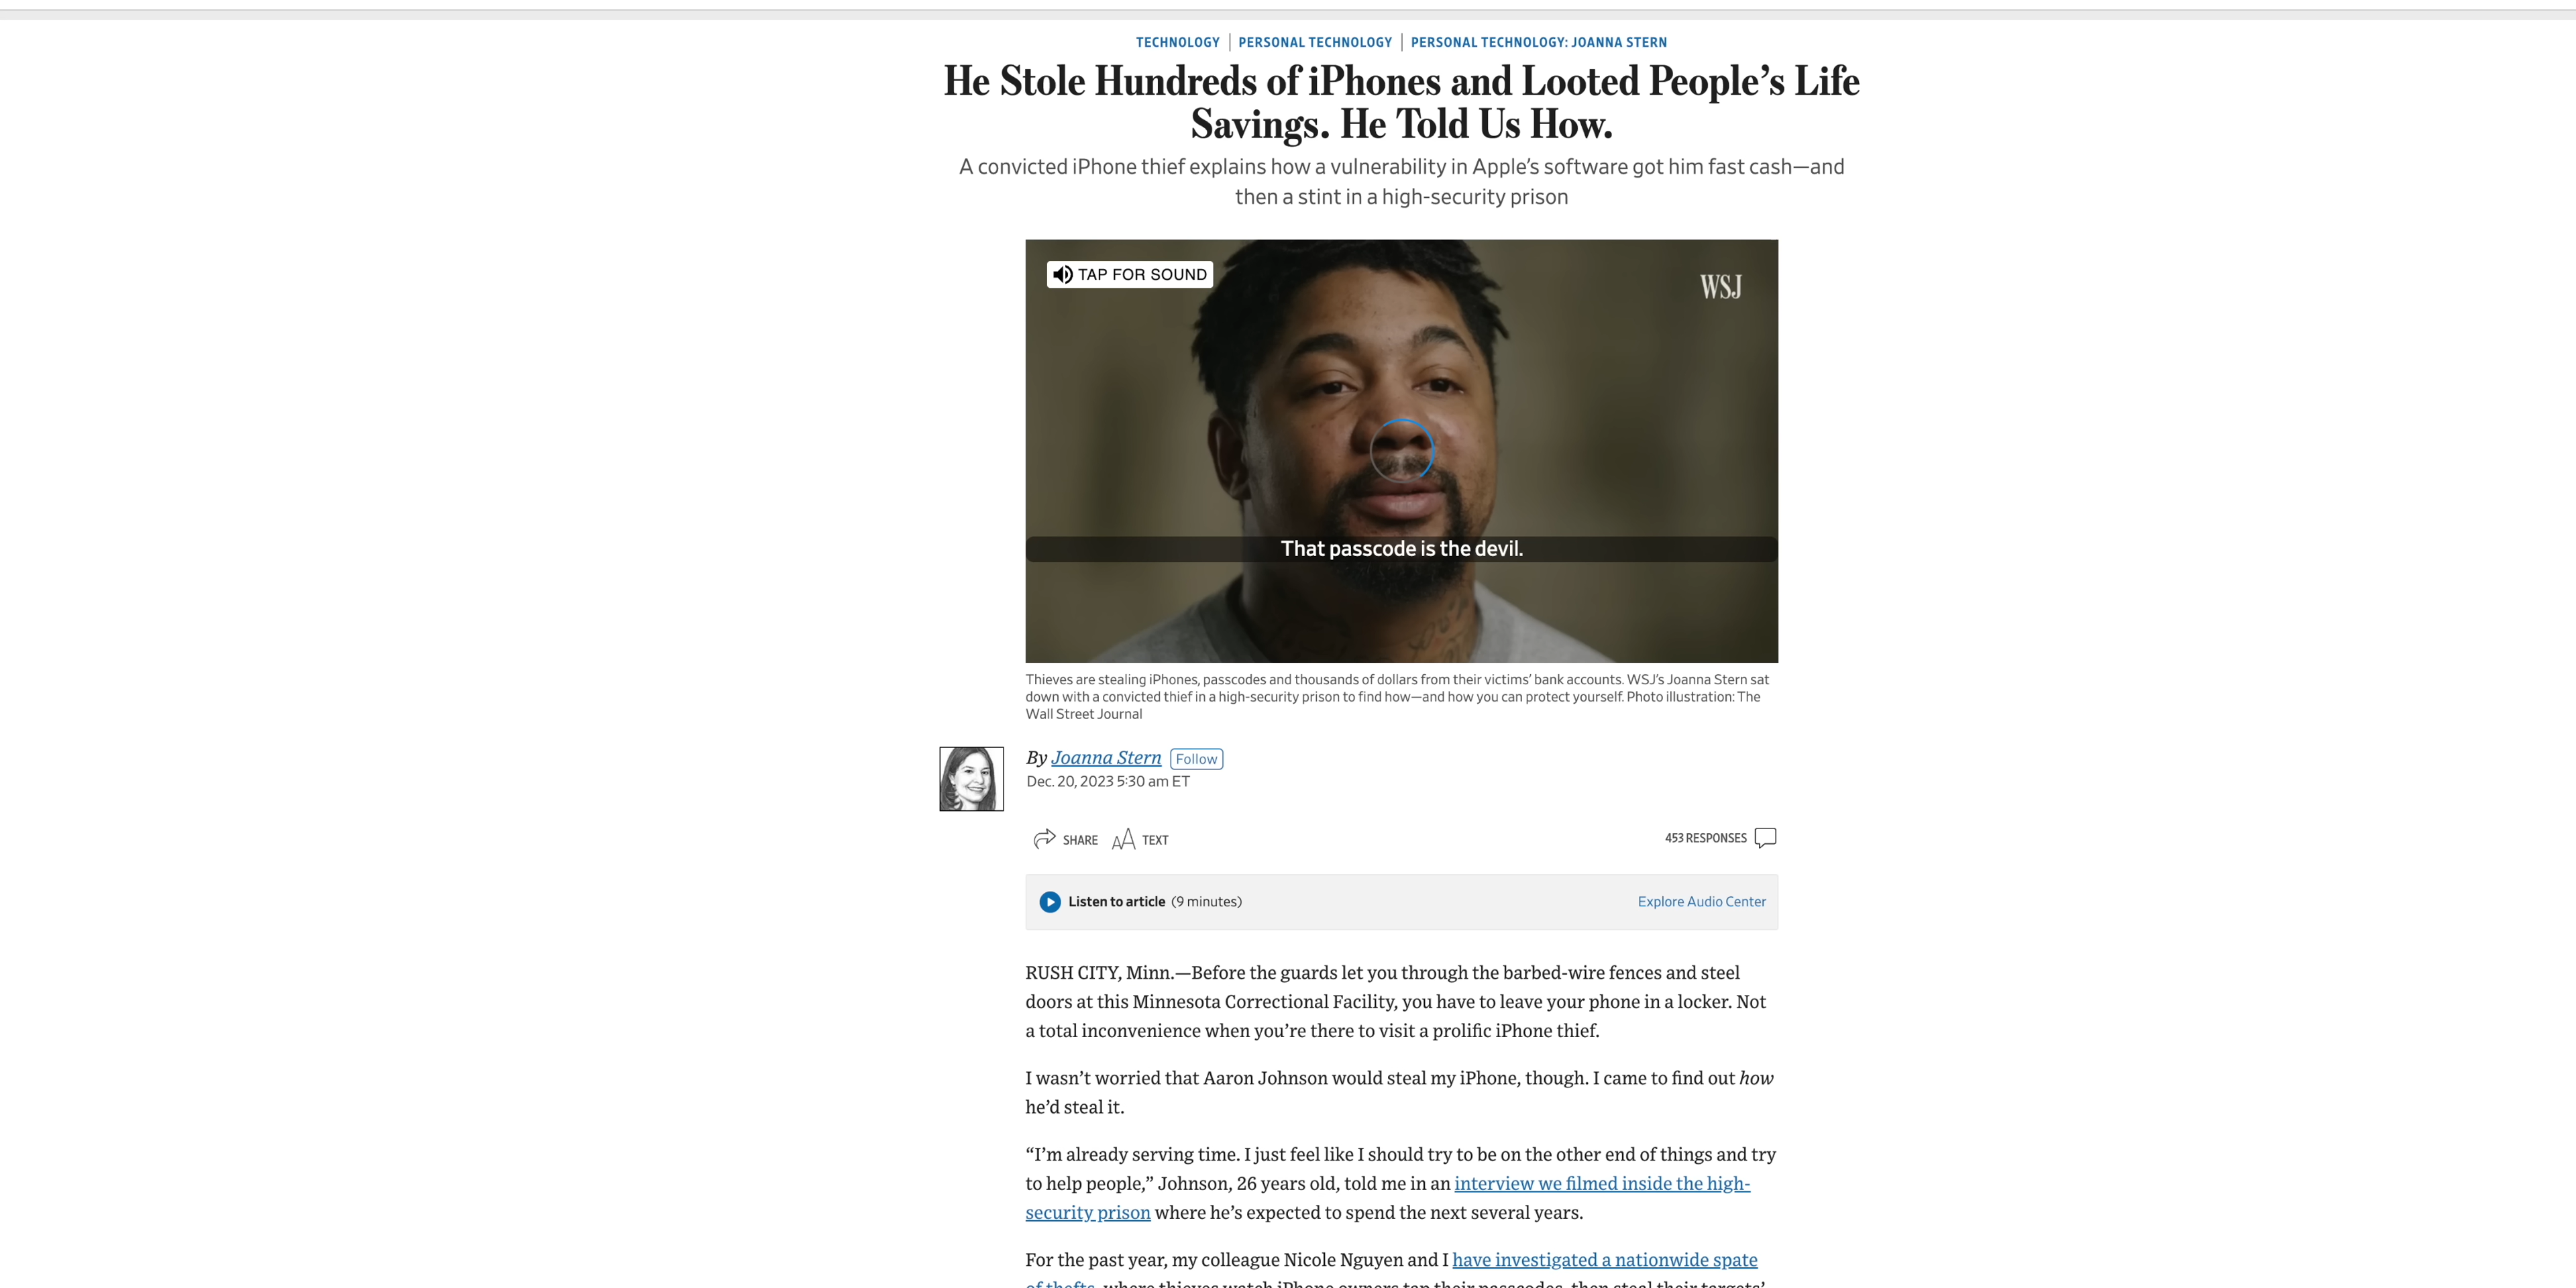 TECHNOLOGY | PERSONAL TECHNOLOGY | PERSONAL TECHNOLOGY: JOANNA STERN
He Stole Hundreds of iPhones and Looted People’s Life
Savings. He Told Us How.
A convicted iPhone thief explains how a vulnerability in Apple’s software got him fast cash—and
then a stint in a high-security prison
TAP FOR SOUND
WSJ
That passcode is the devil.
Thieves are stealing iPhones, passcodes and thousands of dollars from their victims’ bank accounts. WSJ’s Joanna Stern sat
down with a convicted thief in a high-security prison to find how—and how you can protect yourself. Photo illustration: The
Wall Street Journal
By Joanna Stern Follow
Dec. 20, 2023 5:30 am ET
SHARE AA TEXT
453 RESPONSES
Listen to article (9 minutes)
Explore Audio Center
RUSH CITY, Minn.—Before the guards let you through the barbed-wire fences and steel
doors at this Minnesota Correctional Facility, you have to leave your phone in a locker. Not
a total inconvenience when you’re there to visit a prolific iPhone thief.
I wasn’t worried that Aaron Johnson would steal my iPhone, though. I came to find out how
he’d steal it.
“I’m already serving time. I just feel like I should try to be on the other end of things and try
to help people,” Johnson, 26 years old, told me in an interview we filmed inside the high-
security prison where he’s expected to spend the next several years.
For the past year, my colleague Nicole Nguyen and I have investigated a nationwide spate
of thefts, where thieves watch iPhone owners tap their passcodes, then steal their targets’